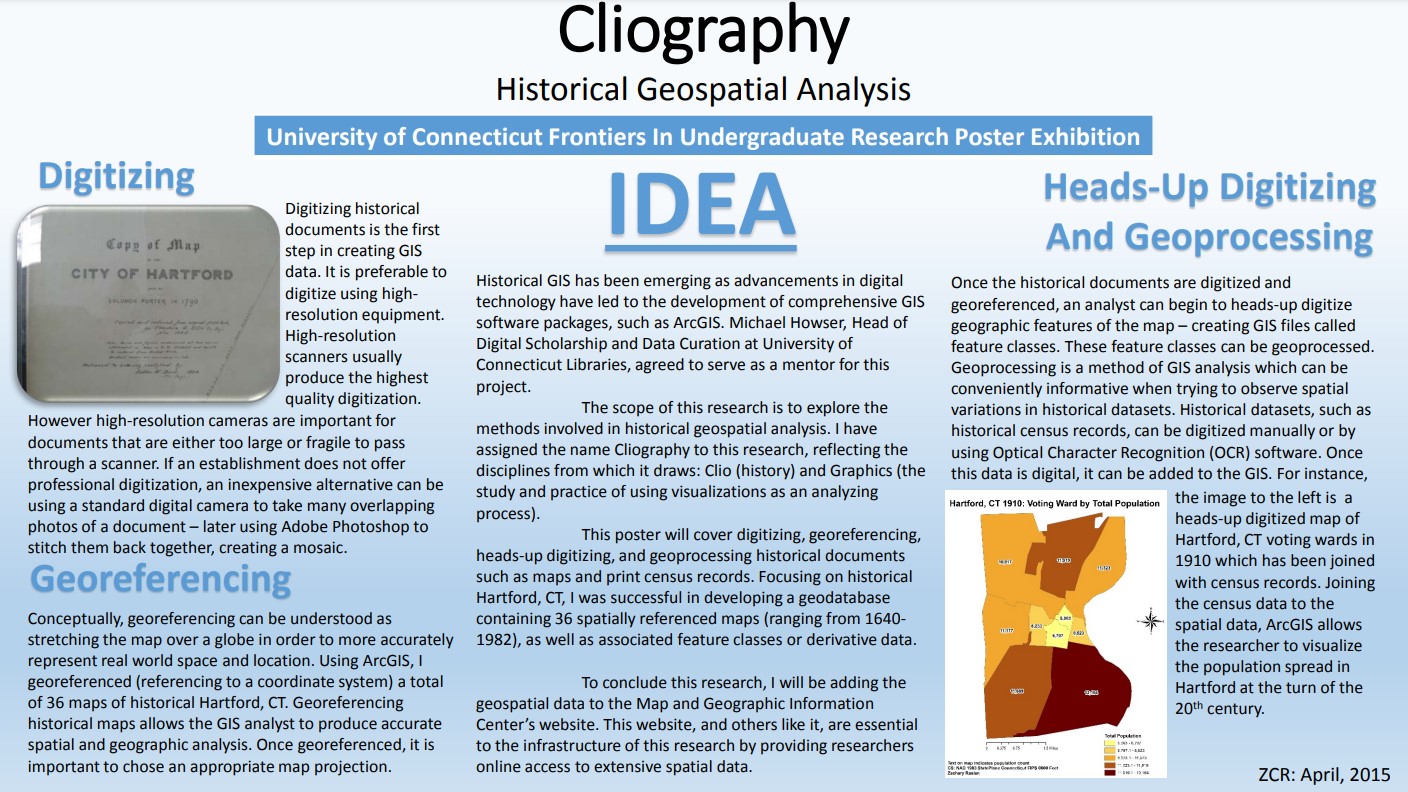 Cliography
Historical Geospatial Analysis
University of Connecticut Frontiers In Undergraduate Research Poster Exhibition
Digitizing
Copy of Map
CITY OF HARTFORD
SOLOMON PORTER IN 1790
Digitizing historical
documents is the first
step in creating GIS
data. It is preferable to
digitize using high-
resolution equipment.
High-resolution
scanners usually
produce the highest
quality digitization.
However high-resolution cameras are important for
documents that are either too large or fragile to pass
through a scanner. If an establishment does not offer
professional digitization, an inexpensive alternative can be
using a standard digital camera to take many overlapping
photos of a document – later using Adobe Photoshop to
stitch them back together, creating a mosaic.
Georeferencing
Conceptually, georeferencing can be understood as
stretching the map over a globe in order to more accurately
represent real world space and location. Using ArcGIS, I
georeferenced (referencing to a coordinate system) a total
of 36 maps of historical Hartford, CT. Georeferencing
historical maps allows the GIS analyst to produce accurate
spatial and geographic analysis. Once georeferenced, it is
important to chose an appropriate map projection.
IDEA
Historical GIS has been emerging as advancements in digital
technology have led to the development of comprehensive GIS
software packages, such as ArcGIS. Michael Howser, Head of
Digital Scholarship and Data Curation at University of
Connecticut Libraries, agreed to serve as a mentor for this
project.
The scope of this research is to explore the
methods involved in historical geospatial analysis. I have
assigned the name Cliography to this research, reflecting the
disciplines from which it draws: Clio (history) and Graphics (the
study and practice of using visualizations as an analyzing
process).
This poster will cover digitizing, georeferencing,
heads-up digitizing, and geoprocessing historical documents
such as maps and print census records. Focusing on historical
Hartford, CT, I was successful in developing a geodatabase
containing 36 spatially referenced maps (ranging from 1640-
1982), as well as associated feature classes or derivative data.
To conclude this research, I will be adding the
geospatial data to the Map and Geographic Information
Center’s website. This website, and others like it, are essential
to the infrastructure of this research by providing researchers
online access to extensive spatial data.
Heads-Up Digitizing
And Geoprocessing
Once the historical documents are digitized and
georeferenced, an analyst can begin to heads-up digitize
geographic features of the map – creating GIS files called
feature classes. These feature classes can be geoprocessed.
Geoprocessing is a method of GIS analysis which can be
conveniently informative when trying to observe spatial
variations in historical datasets. Historical datasets, such as
historical census records, can be digitized manually or by
using Optical Character Recognition (OCR) software. Once
this data is digital, it can be added to the GIS. For instance,
the image to the left is a
heads-up digitized map of
Hartford, CT voting wards in
1910 which has been joined
with census records. Joining
the census data to the
spatial data, ArcGIS allows
the researcher to visualize
the population spread in
Hartford at the turn of the
20th century.
Hartford, CT 1910: Voting Ward by Total Population
Total Population
Text on map indicates population count
Zachary Raslan
ZCR: April, 2015